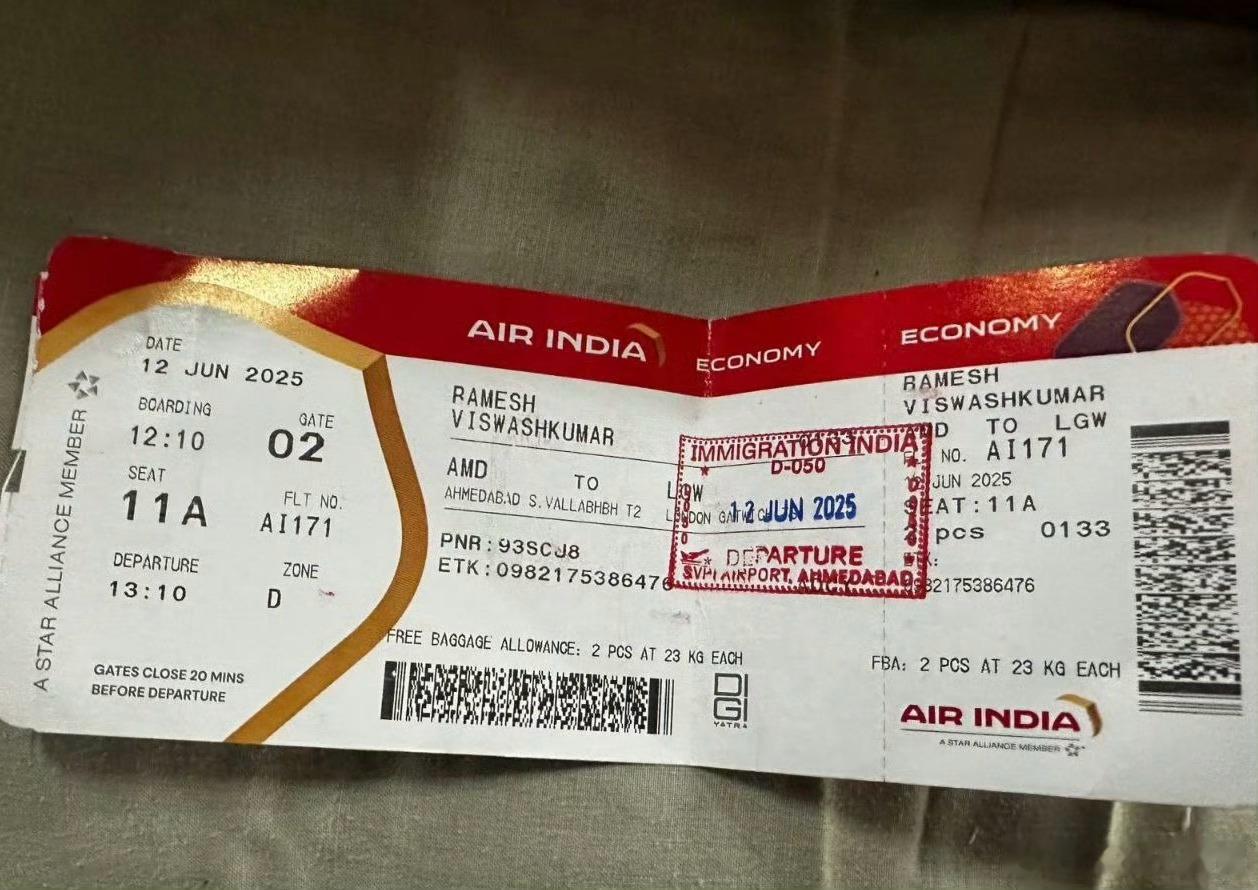 AIR INDIA
ECONOMY
ECONOMY
A STAR ALLIANCE MEMBER
DATE
12 JUN 2025
BOARDING
12:10
GATE
02
SEAT
11A
FLT NO.
AI171
DEPARTURE
13:10
ZONE
D
GATES CLOSE 20 MINS
BEFORE DEPARTURE
RAMESH
VISWASHKUMAR
AMD TO LGW
AHMEDABAD S.VALLABHBH T2
PNR:93SCJ8
ETK:0982175386476
FREE BAGGAGE ALLOWANCE: 2 PCS AT 23 KG EACH
DIGI
YATRA
IMMIGRATION INDIA
D-050
12 JUN 2025
DEPARTURE
SVPI AIRPORT, AHMEDABAD
RAMESH
VISWASHKUMAR
AMD TO LGW
NO. AI171
JUN 2025
SEAT:11A
pcs 0133
0982175386476
FBA: 2 PCS AT 23 KG EACH
AIR INDIA
A STAR ALLIANCE MEMBER